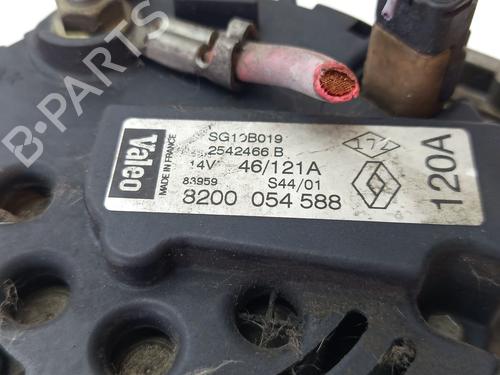 Valeo
MADE IN FRANCE
SG10B019
2542466 B
14V 46/121A
83959 S44/01
8200 054 588
120A
B-PARTS